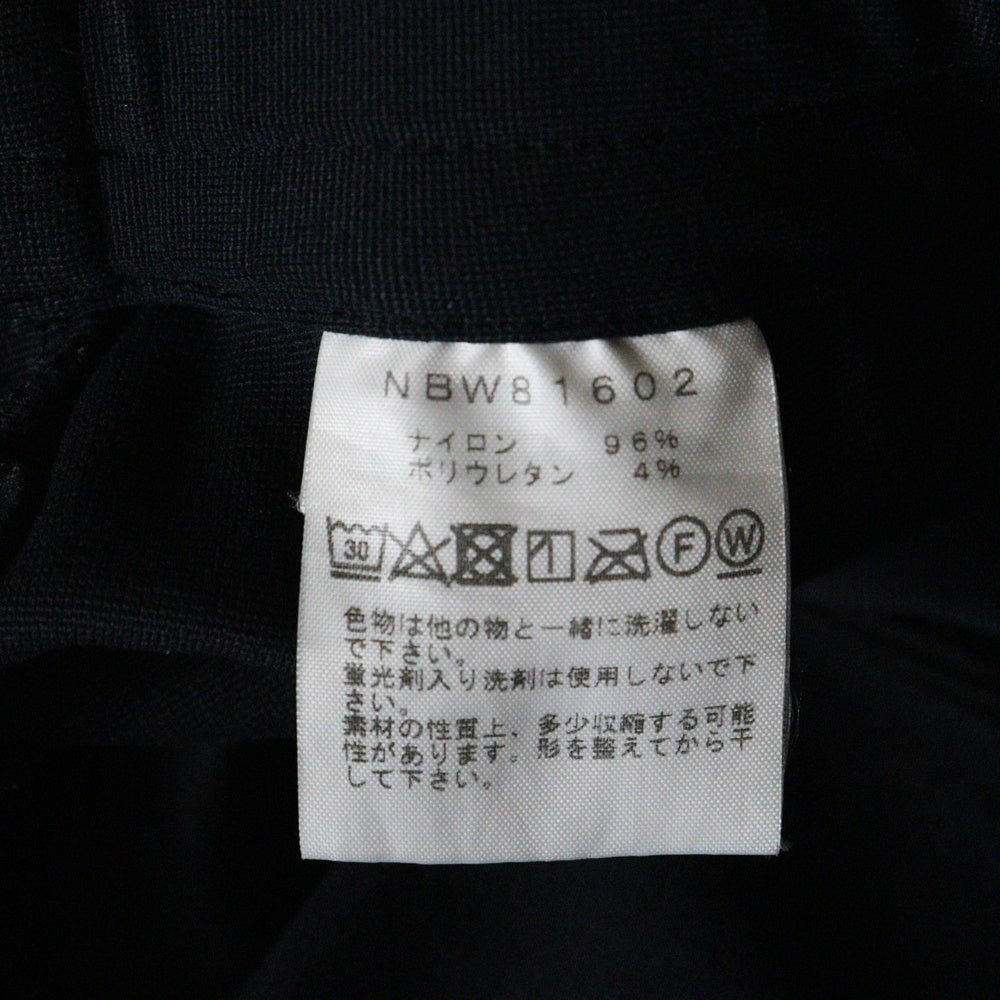 NBW81602
ナイロン 96%
ポリウレタン 4%
30 F W
色物は他の物と一緒に洗濯しない
で下さい。
蛍光剤入り洗剤は使用しないで下
さい。
素材の性質上、多少収縮する可能
性があります。形を整えてから干
して下さい。